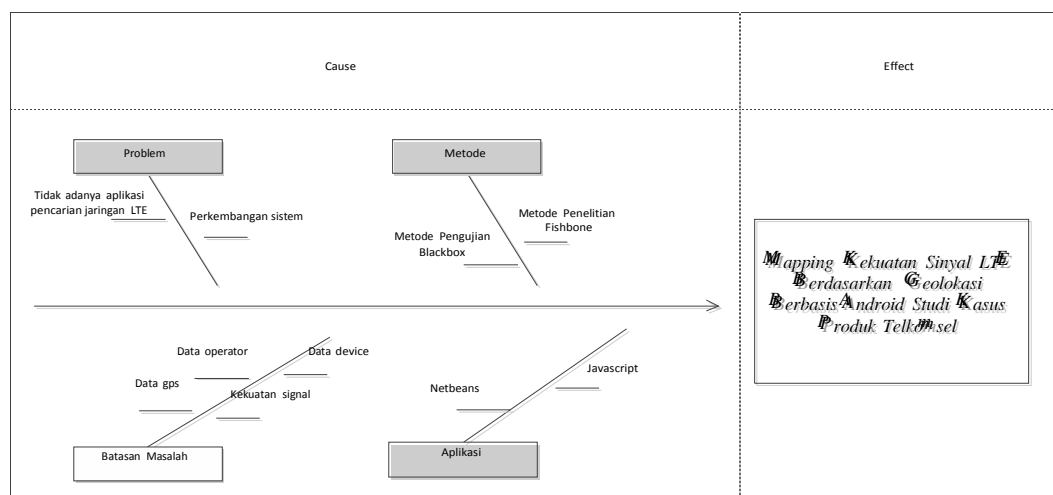 Cause
Effect
Problem
Metode
Tidak adanya aplikasi
pencarian jaringan LTE
Perkembangan sistem
Metode Penelitian
Fishbone
Metode Pengujian
Blackbox
Mapping Kekuatan Sinyal LTE
Berdasarkan Geolokasi
Berbasis Android Studi Kasus
Produk Telkomsel
Data operator
Data device
Data gps
Kekuatan signal
Javascript
Netbeans
Batasan Masalah
Aplikasi